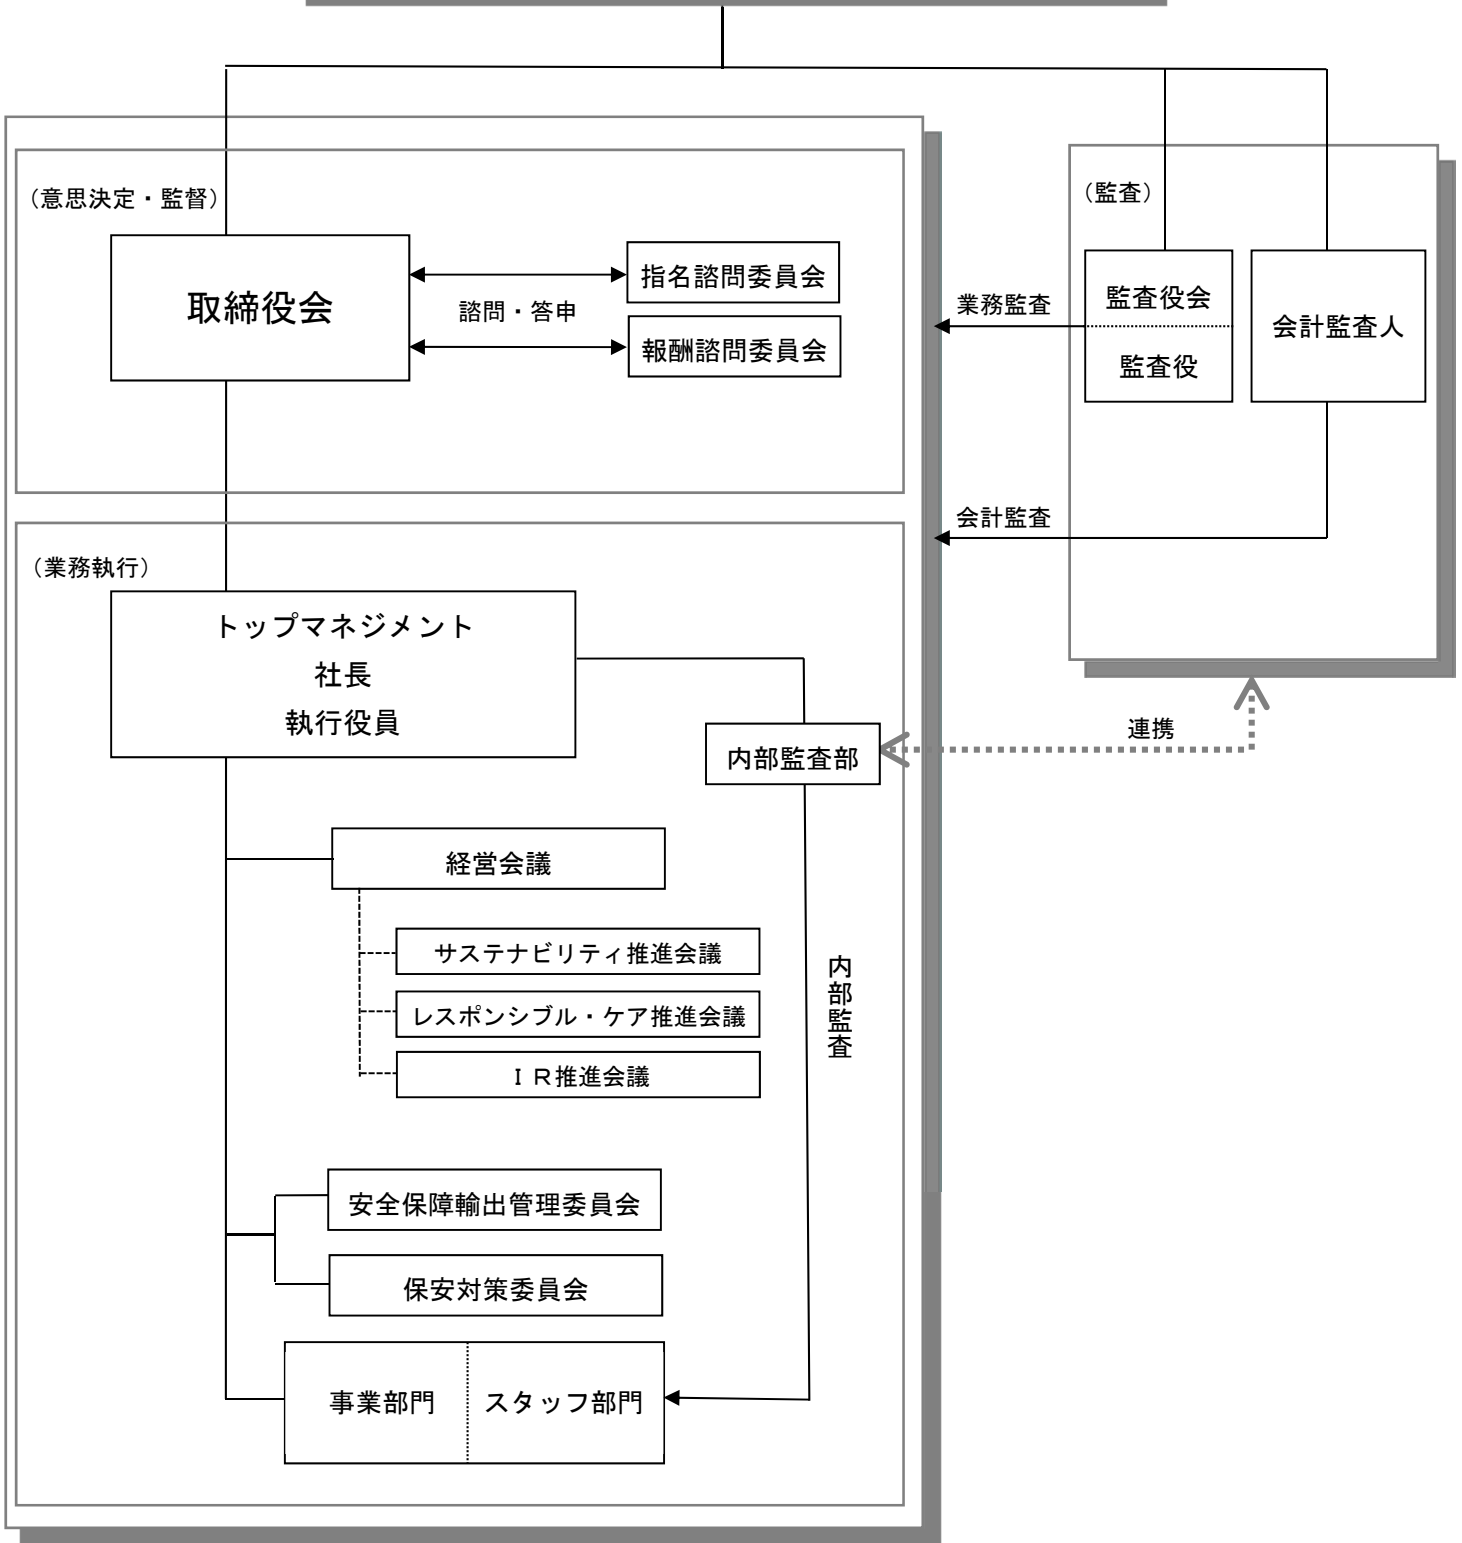 （意思決定・監督）
取締役会
諮問・答申
指名諮問委員会
報酬諮問委員会
（監査）
業務監査
監査役会
監査役
会計監査人
会計監査
（業務執行）
トップマネジメント
社長
執行役員
内部監査部
連携
経営会議
サステナビリティ推進会議
レスポンシブル・ケア推進会議
ＩＲ推進会議
内部監査
安全保障輸出管理委員会
保安対策委員会
事業部門
スタッフ部門